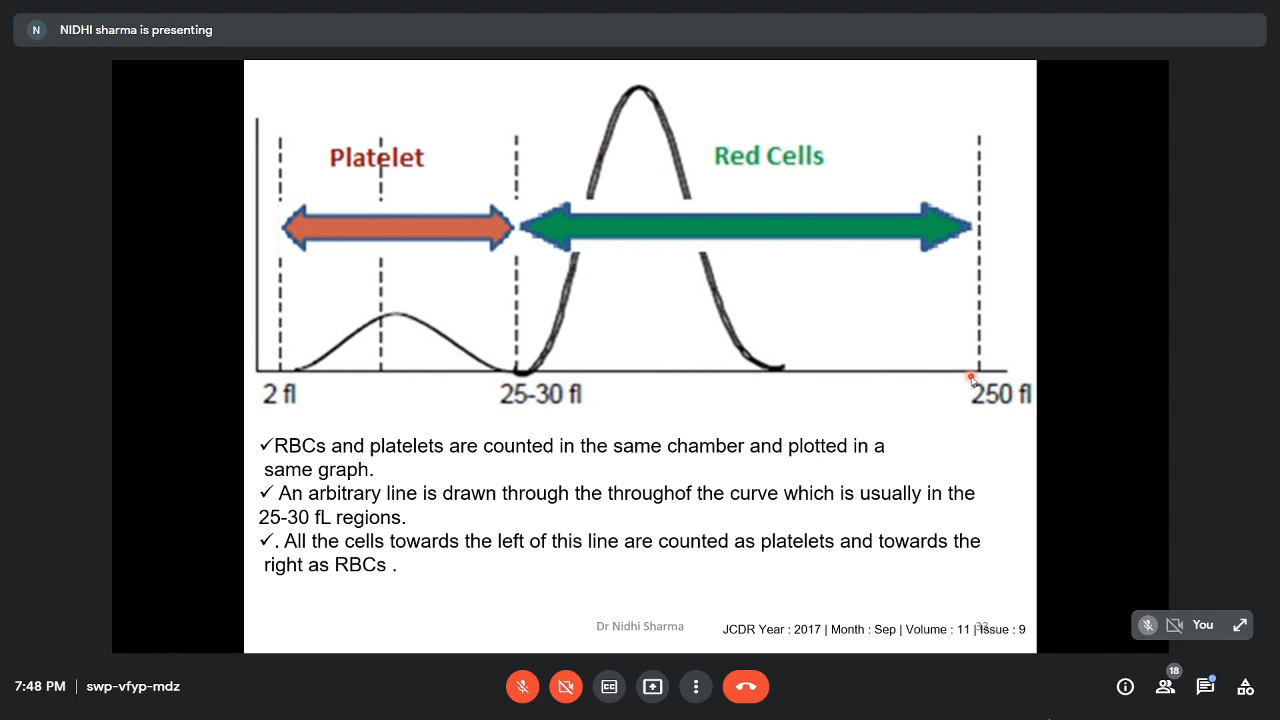 N NIDHI sharma is presenting
Platelet
Red Cells
2 fl
25-30 fl
250 fl
✓RBCs and platelets are counted in the same chamber and plotted in a
same graph.
✓ An arbitrary line is drawn through the throughof the curve which is usually in the
25-30 fL regions.
✓. All the cells towards the left of this line are counted as platelets and towards the
right as RBCs .
Dr Nidhi Sharma
JCDR Year : 2017 | Month : Sep | Volume : 11 | Issue : 9
You
7:48 PM | swp-vfyp-mdz
CC
18